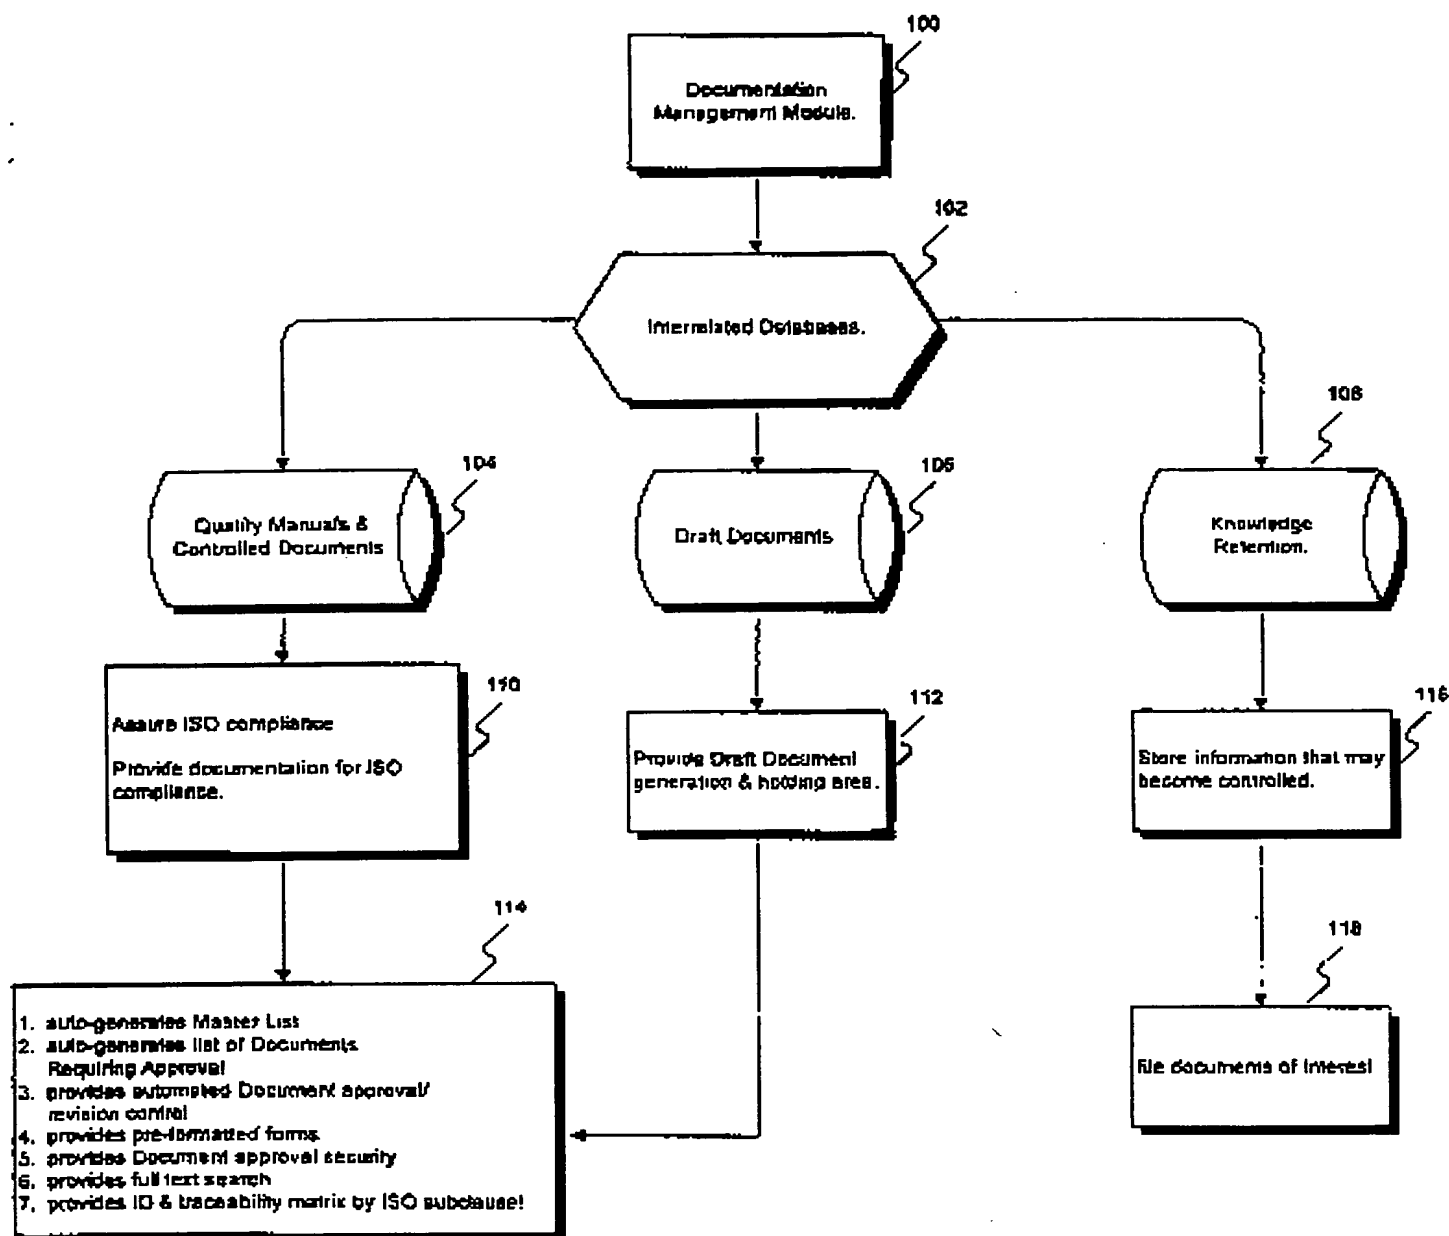 100
Documentation
Management Module.
102
Interrelated Databases.
104
Quality Manuals &
Controlled Documents
106
Draft Documents
108
Knowledge
Retention.
110
Assure ISO compliance
Provide documentation for ISO
compliance.
112
Provide Draft Document
generation & holding area.
116
Store information that may
become controlled.
114
1. auto-generates Master List
2. auto-generates list of Documents
Requiring Approval
3. provides automated Document approval/
revision control
4. provides pre-formatted forms
5. provides Document approval security
6. provides full text search
7. provides ID & traceability matrix by ISO subclause!
118
file documents of interest